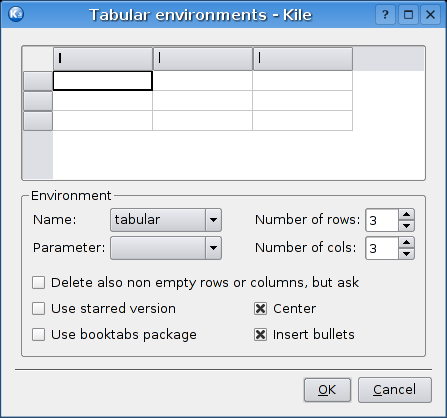 Tabular environments - Kile
l l l
Environment
Name: tabular Number of rows: 3
Parameter: Number of cols: 3
Delete also non empty rows or columns, but ask
Use starred version Center
Use booktabs package Insert bullets
OK Cancel